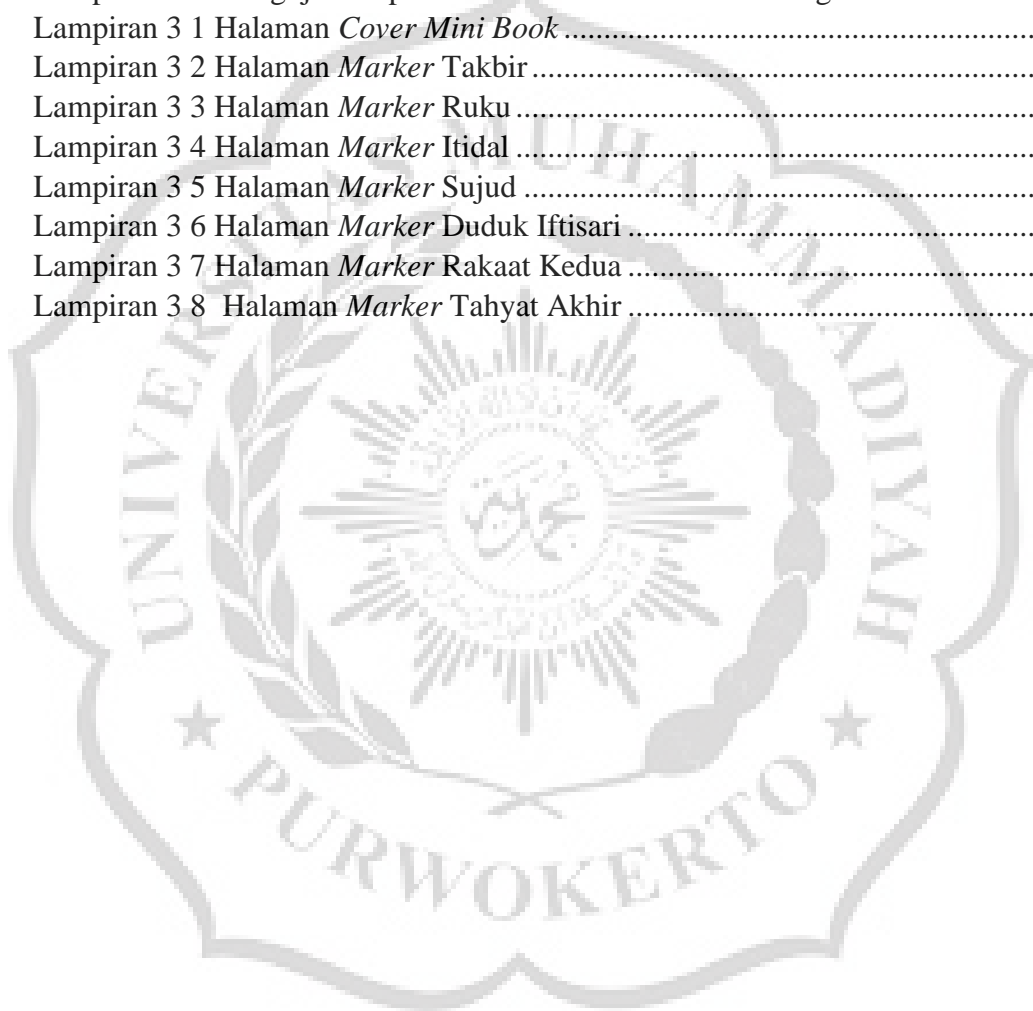 Lampiran 3 1 Halaman Cover Mini Book ..........................................................
Lampiran 3 2 Halaman Marker Takbir ..............................................................
Lampiran 3 3 Halaman Marker Ruku ................................................................
Lampiran 3 4 Halaman Marker Itidal ................................................................
Lampiran 3 5 Halaman Marker Sujud ...............................................................
Lampiran 3 6 Halaman Marker Duduk Iftisari ..................................................
Lampiran 3 7 Halaman Marker Rakaat Kedua ..................................................
Lampiran 3 8  Halaman Marker Tahyat Akhir ..................................................
UNIVERSITAS MUHAMMADIYAH
PURWOKERTO